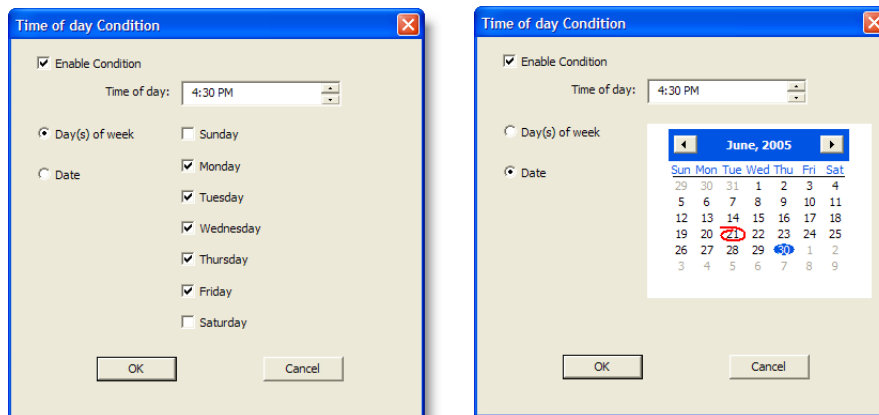 Time of day Condition
Enable Condition
Time of day: 4:30 PM
Day(s) of week
Sunday
Monday
Date
Tuesday
Wednesday
Thursday
Friday
Saturday
OK Cancel
Time of day Condition
Enable Condition
Time of day: 4:30 PM
Day(s) of week
Date
June, 2005
Sun Mon Tue Wed Thu Fri Sat
29 30 31 1 2 3 4
5 6 7 8 9 10 11
12 13 14 15 16 17 18
19 20 21 22 23 24 25
26 27 28 29 30 1 2
3 4 5 6 7 8 9
OK Cancel